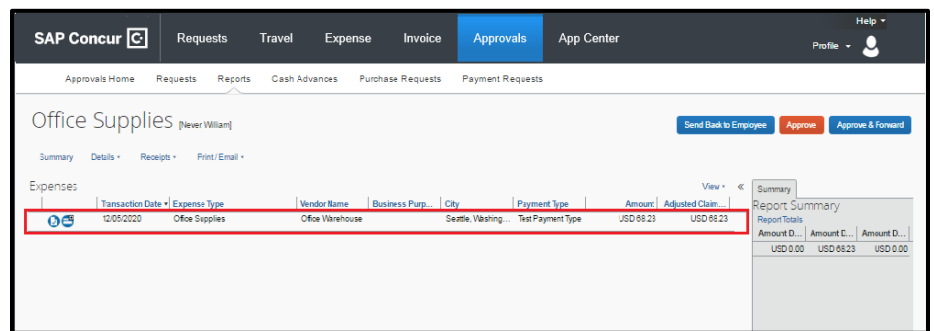 Help
SAP Concur C Requests Travel Expense Invoice Approvals App Center
Profile
Approvals Home Requests Reports Cash Advances Purchase Requests Payment Requests
Office Supplies [Never William]
Send Back to Employee Approve Approve & Forward
Summary Details Receipts Print / Email
Expenses View «
Summary
Transaction Date Expense Type Vendor Name Business Purp... City Payment Type Amount Adjusted Claim...
Report Summary
12/05/2020 Office Supplies Office Warehouse Seattle, Washing... Test Payment Type USD 68.23 USD 68.23
Report Totals
Amount D... Amount D... Amount D...
USD 0.00 USD 68.23 USD 0.00